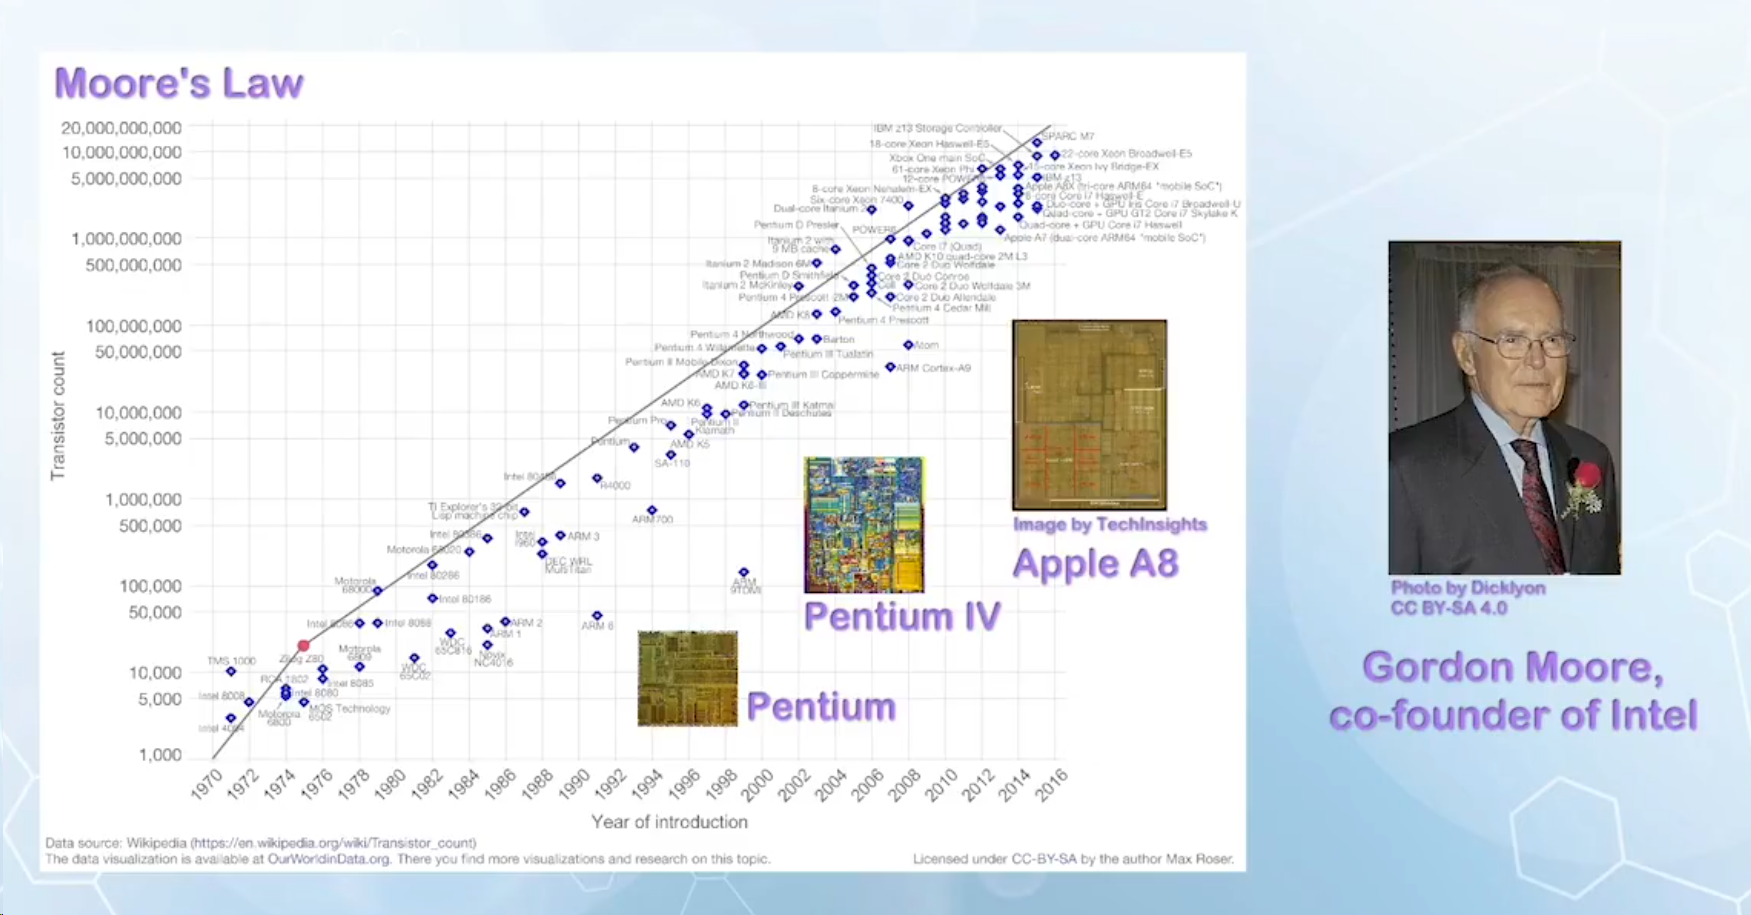 Moore's Law
20,000,000,000
10,000,000,000
5,000,000,000
1,000,000,000
500,000,000
100,000,000
50,000,000
10,000,000
5,000,000
1,000,000
500,000
100,000
50,000
10,000
5,000
1,000
Transistor count
IBM z13 Storage Controller
SPARC M7
18-core Xeon Haswell-E5
22-core Xeon Broadwell-E5
Xbox One main SoC
15-core Xeon Ivy Bridge-EX
61-core Xeon Phi
12-core POWER
IBM z13
8-core Xeon Nehalem-EX
Apple A8X (tri-core ARM64 "mobile SoC")
Six-core Xeon 7400
8-core Core i7 Haswell-E
Dual-core Itanium 2
Duo-core + GPU Iris Core i7 Broadwell-U
Quad-core + GPU GT2 Core i7 Skylake K
Pentium D Presler
POWER6
Quad-core + GPU Core i7 Haswell
Apple A7 (dual-core ARM64 "mobile SoC")
Itanium 2 with
9 MB cache
Core i7 (Quad)
AMD K10 quad-core 2M L3
Itanium 2 Madison 6M
Core 2 Duo Wolfdale
Pentium D Smithfield
Core 2 Duo Conroe
Itanium 2 McKinley
Cell
Core 2 Duo Wolfdale 3M
Pentium 4 Prescott-2M
Core 2 Duo Allendale
Pentium 4 Cedar Mill
AMD K8
Pentium 4 Prescott
Pentium 4 Northwood
Barton
Pentium 4 Willamette
Pentium III Tualatin
Atom
Pentium II Mobile Dixon
AMD K7
Pentium III Coppermine
ARM Cortex-A9
AMD K6-III
AMD K6
Pentium III Katmai
Pentium II Deschutes
Pentium Pro
Pentium II
Klamath
Pentium
AMD K5
SA-110
Intel 80486
R4000
TI Explorer's 32-bit
Lisp machine chip
ARM700
Intel 80386
Intel
i960
ARM 3
Motorola 68020
DEC WRL
MultiTitan
Intel 80286
Motorola
68000
ARM
9TDMI
Intel 80186
Intel 8086
Intel 8088
ARM 2
ARM 6
ARM 1
WDC
65C816
Novix
NC4016
TMS 1000
Zilog Z80
Motorola
6809
WDC
65C02
RCA 1802
Intel 8085
Intel 8008
Intel 8080
Motorola
6800
MOS Technology
6502
Intel 4004
1970
1972
1974
1976
1978
1980
1982
1984
1986
1988
1990
1992
1994
1996
1998
2000
2002
2004
2006
2008
2010
2012
2014
2016
Year of introduction
Pentium
Pentium IV
Image by TechInsights
Apple A8
Data source: Wikipedia (https://en.wikipedia.org/wiki/Transistor_count)
The data visualization is available at OurWorldinData.org. There you find more visualizations and research on this topic.
Licensed under CC-BY-SA by the author Max Roser.
Photo by Dicklyon
CC BY-SA 4.0
Gordon Moore,
co-founder of Intel